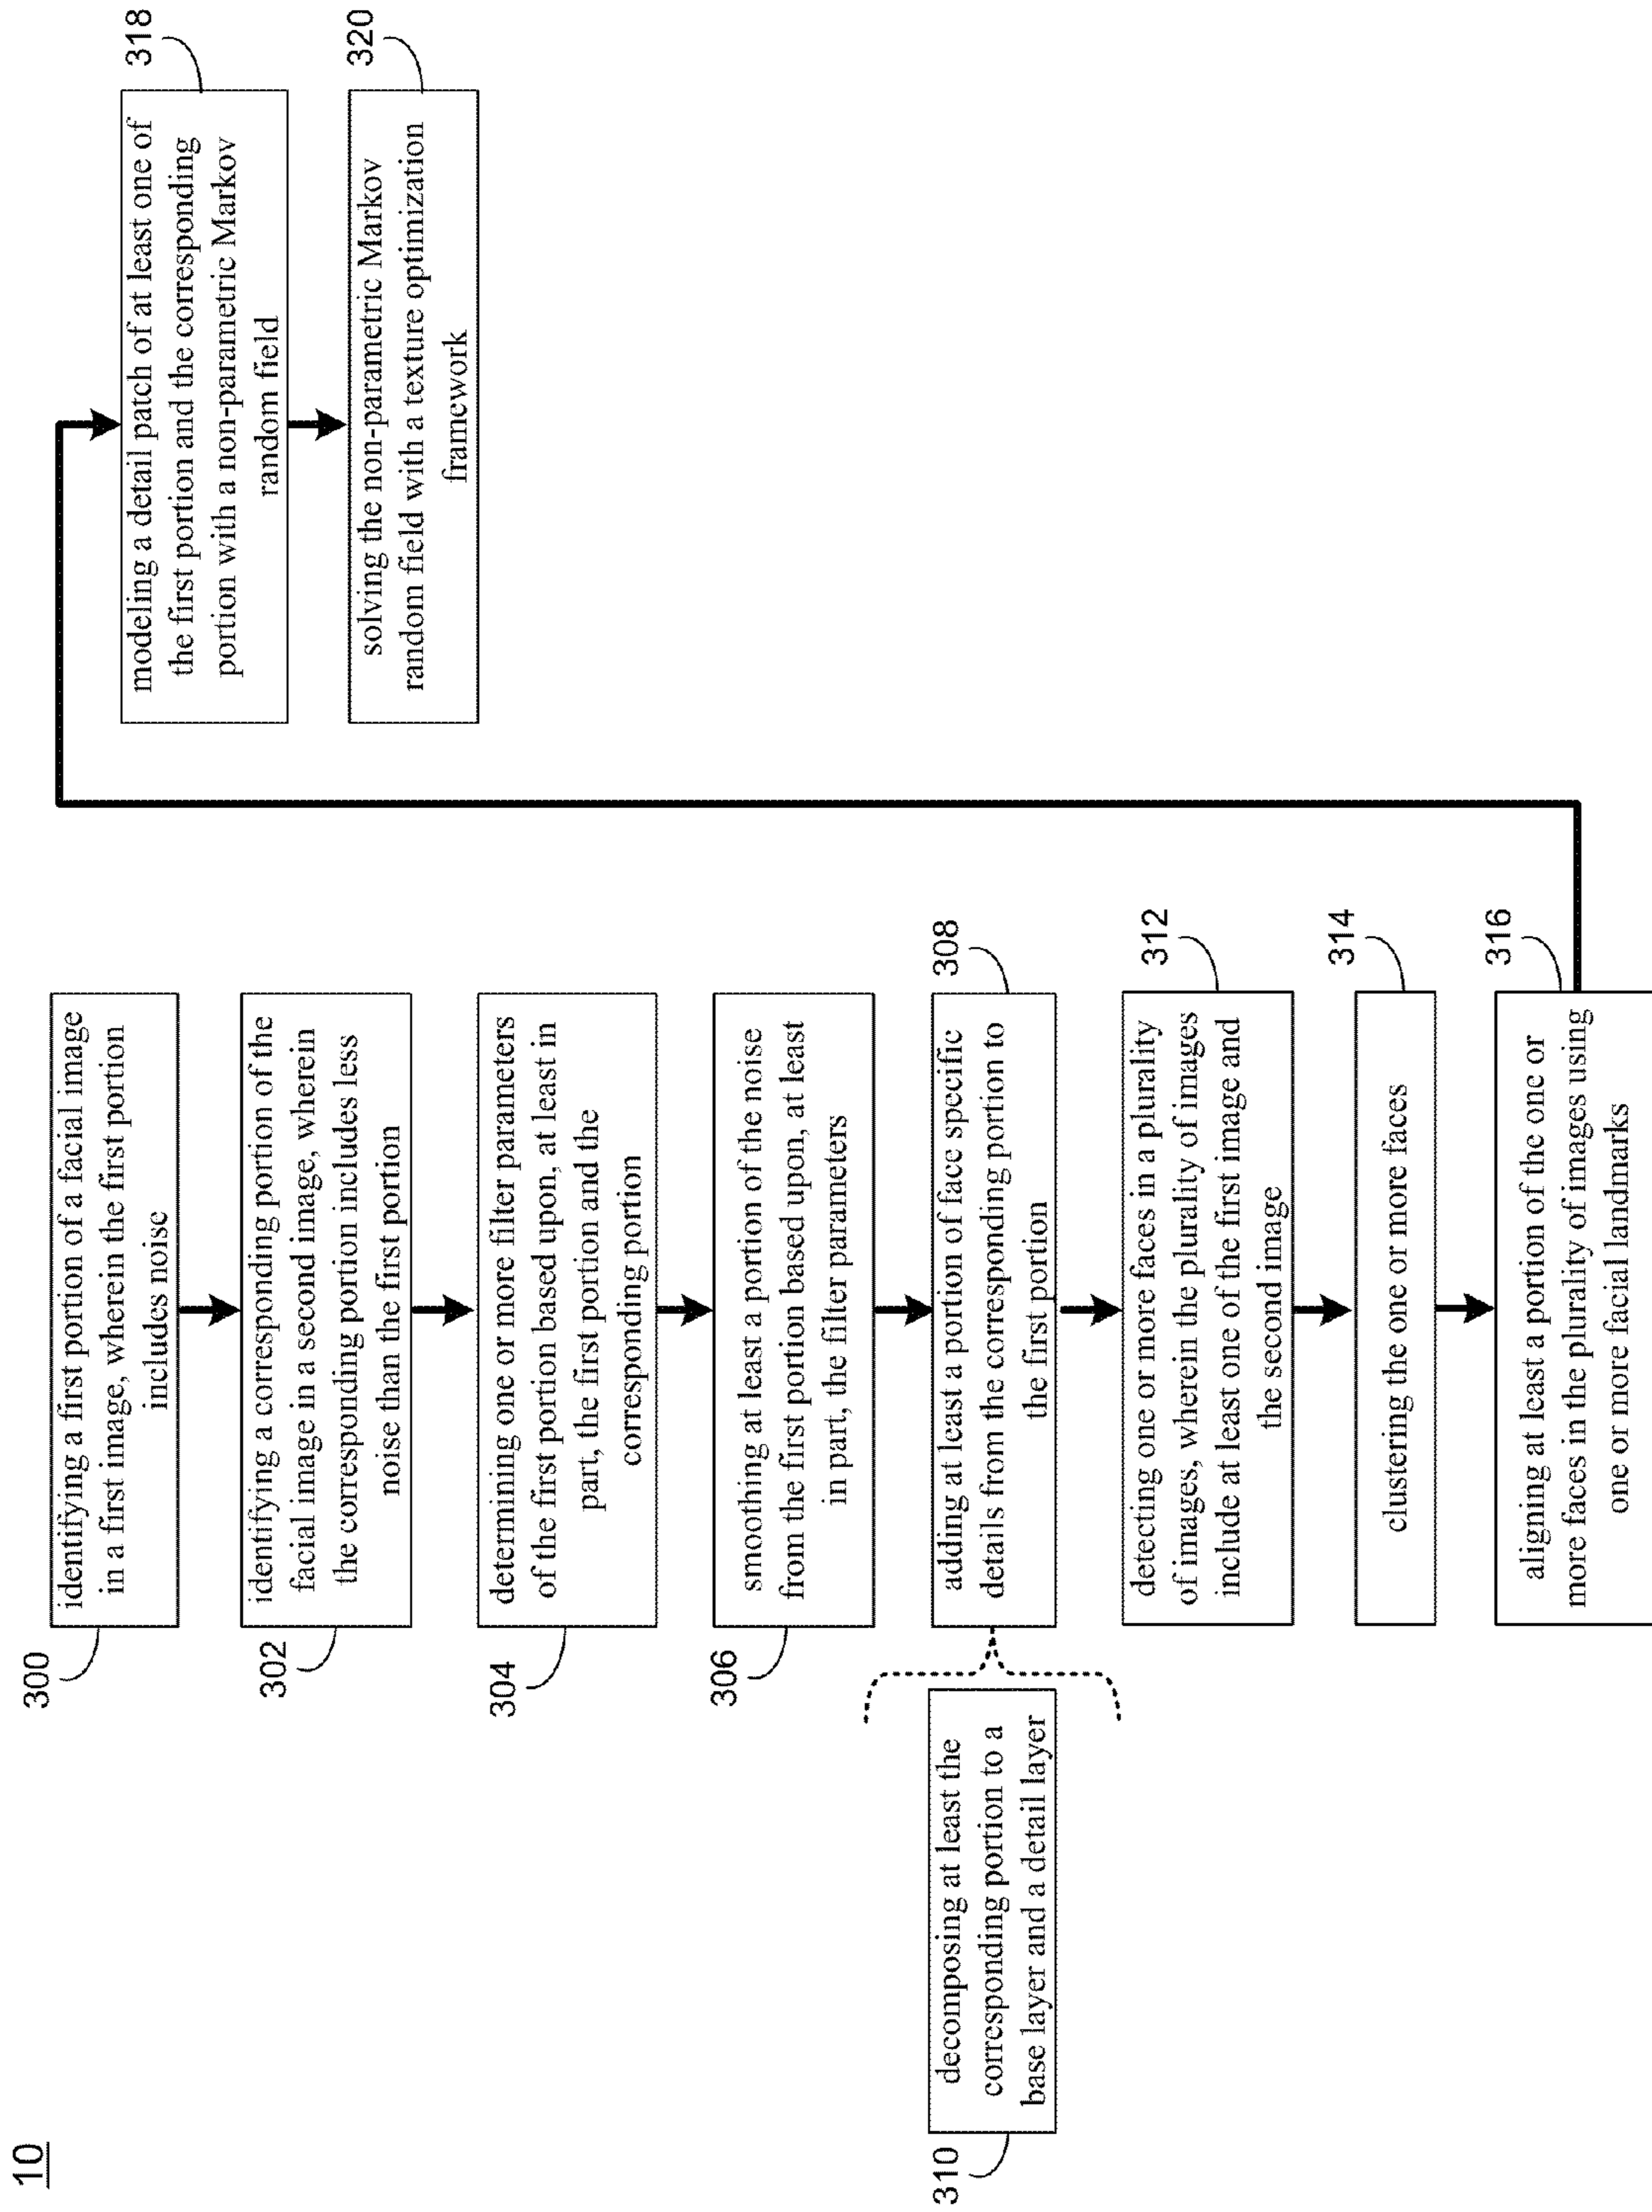 10
300
identifying a first portion of a facial image
in a first image, wherein the first portion
includes noise
302
identifying a corresponding portion of the
facial image in a second image, wherein
the corresponding portion includes less
noise than the first portion
304
determining one or more filter parameters
of the first portion based upon, at least in
part, the first portion and the
corresponding portion
306
smoothing at least a portion of the noise
from the first portion based upon, at least
in part, the filter parameters
308
adding at least a portion of face specific
details from the corresponding portion to
the first portion
310
decomposing at least the
corresponding portion to a
base layer and a detail layer
312
detecting one or more faces in a plurality
of images, wherein the plurality of images
include at least one of the first image and
the second image
314
clustering the one or more faces
316
aligning at least a portion of the one or
more faces in the plurality of images using
one or more facial landmarks
318
modeling a detail patch of at least one of
the first portion and the corresponding
portion with a non-parametric Markov
random field
320
solving the non-parametric Markov
random field with a texture optimization
framework